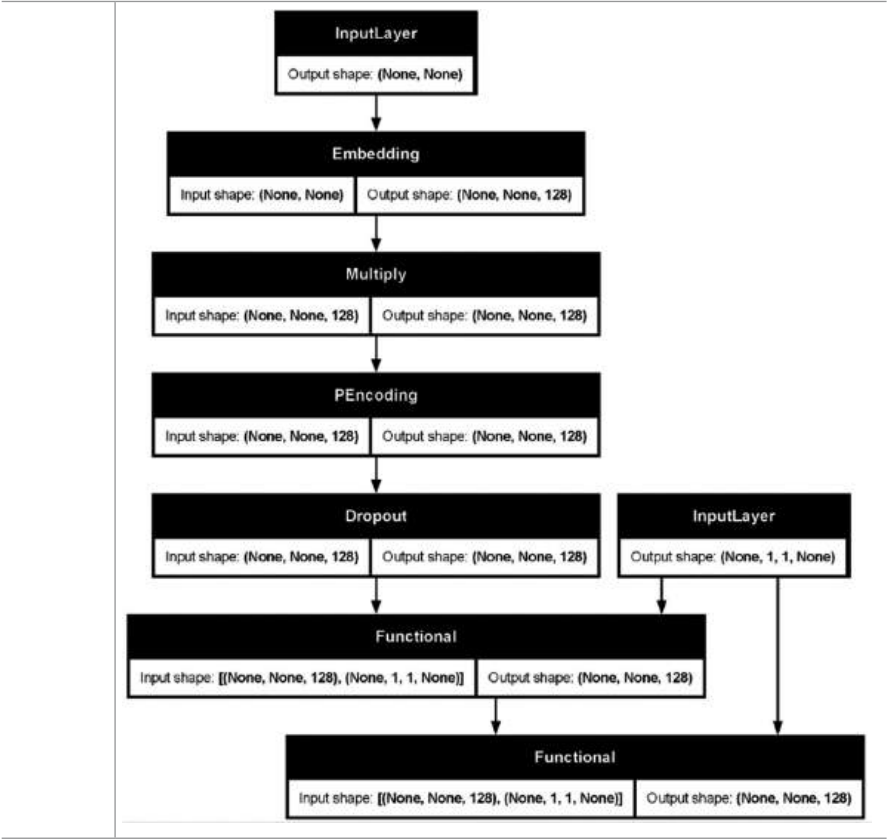 InputLayer
Output shape: (None, None)
Embedding
Input shape: (None, None) Output shape: (None, None, 128)
Multiply
Input shape: (None, None, 128) Output shape: (None, None, 128)
PEncoding
Input shape: (None, None, 128) Output shape: (None, None, 128)
Dropout
Input shape: (None, None, 128) Output shape: (None, None, 128)
InputLayer
Output shape: (None, 1, 1, None)
Functional
Input shape: [(None, None, 128), (None, 1, 1, None)] Output shape: (None, None, 128)
Functional
Input shape: [(None, None, 128), (None, 1, 1, None)] Output shape: (None, None, 128)